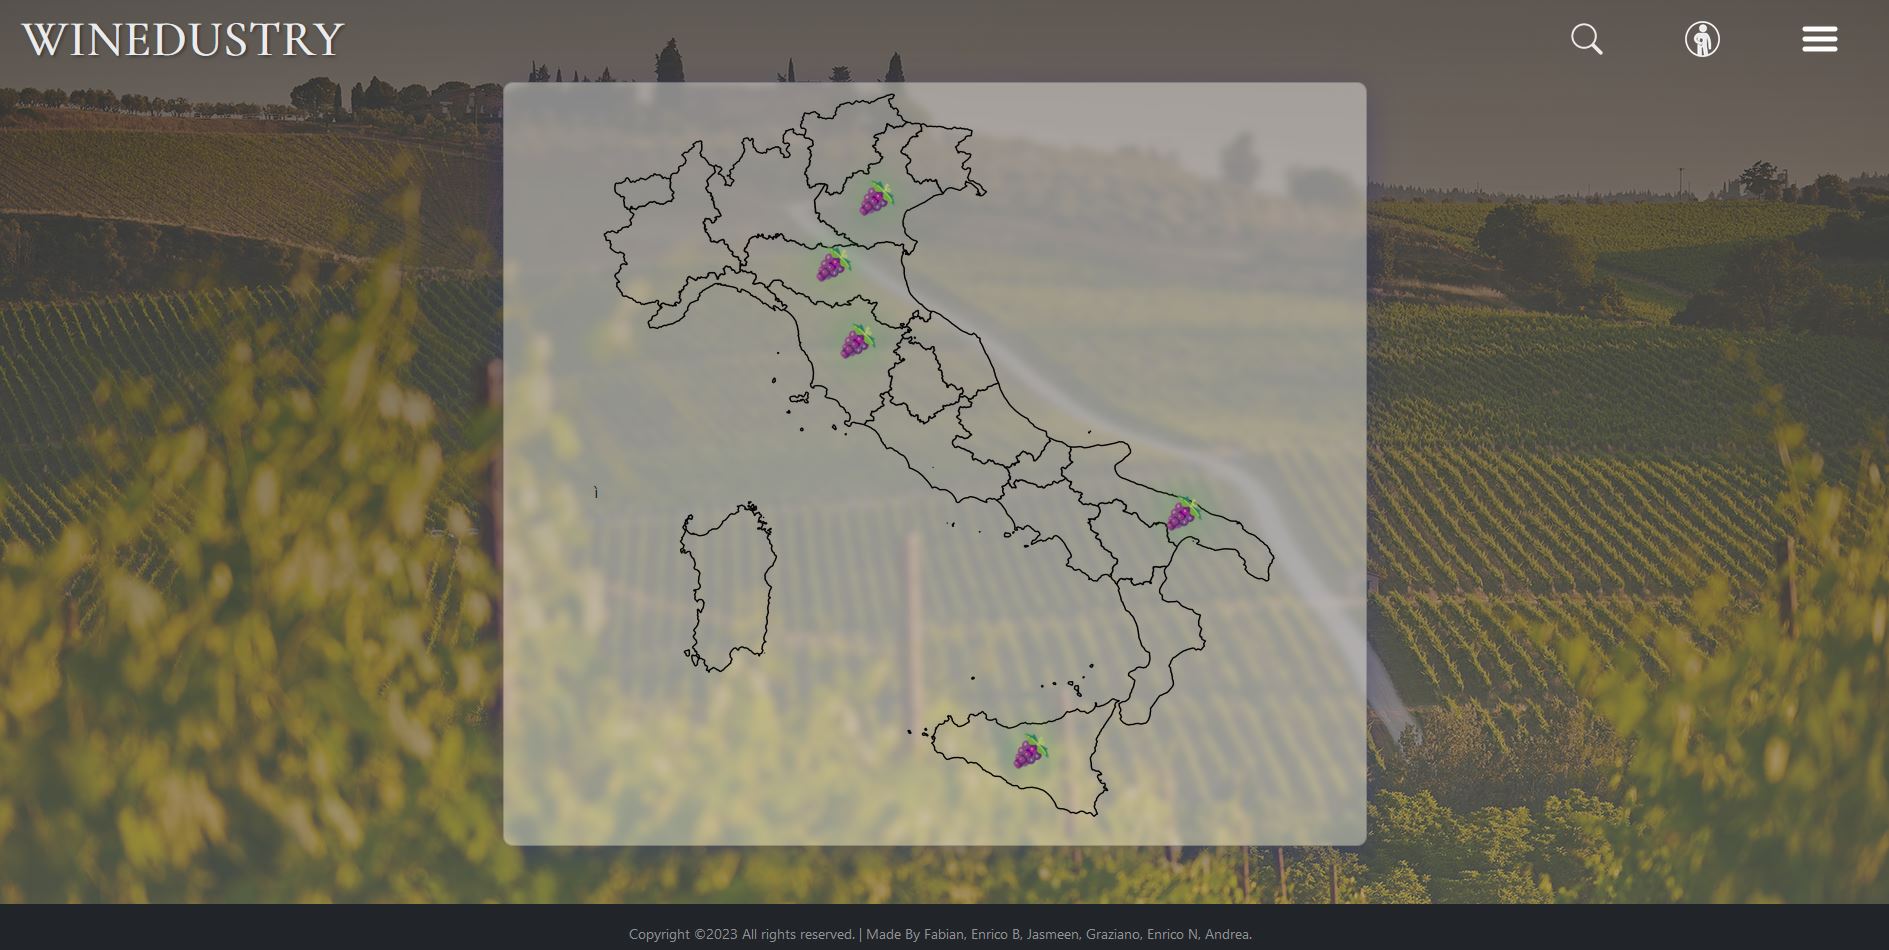 WINEDUSTRY
ì
Copyright ©2023 All rights reserved. | Made By Fabian, Enrico B, Jasmeen, Graziano, Enrico N, Andrea.